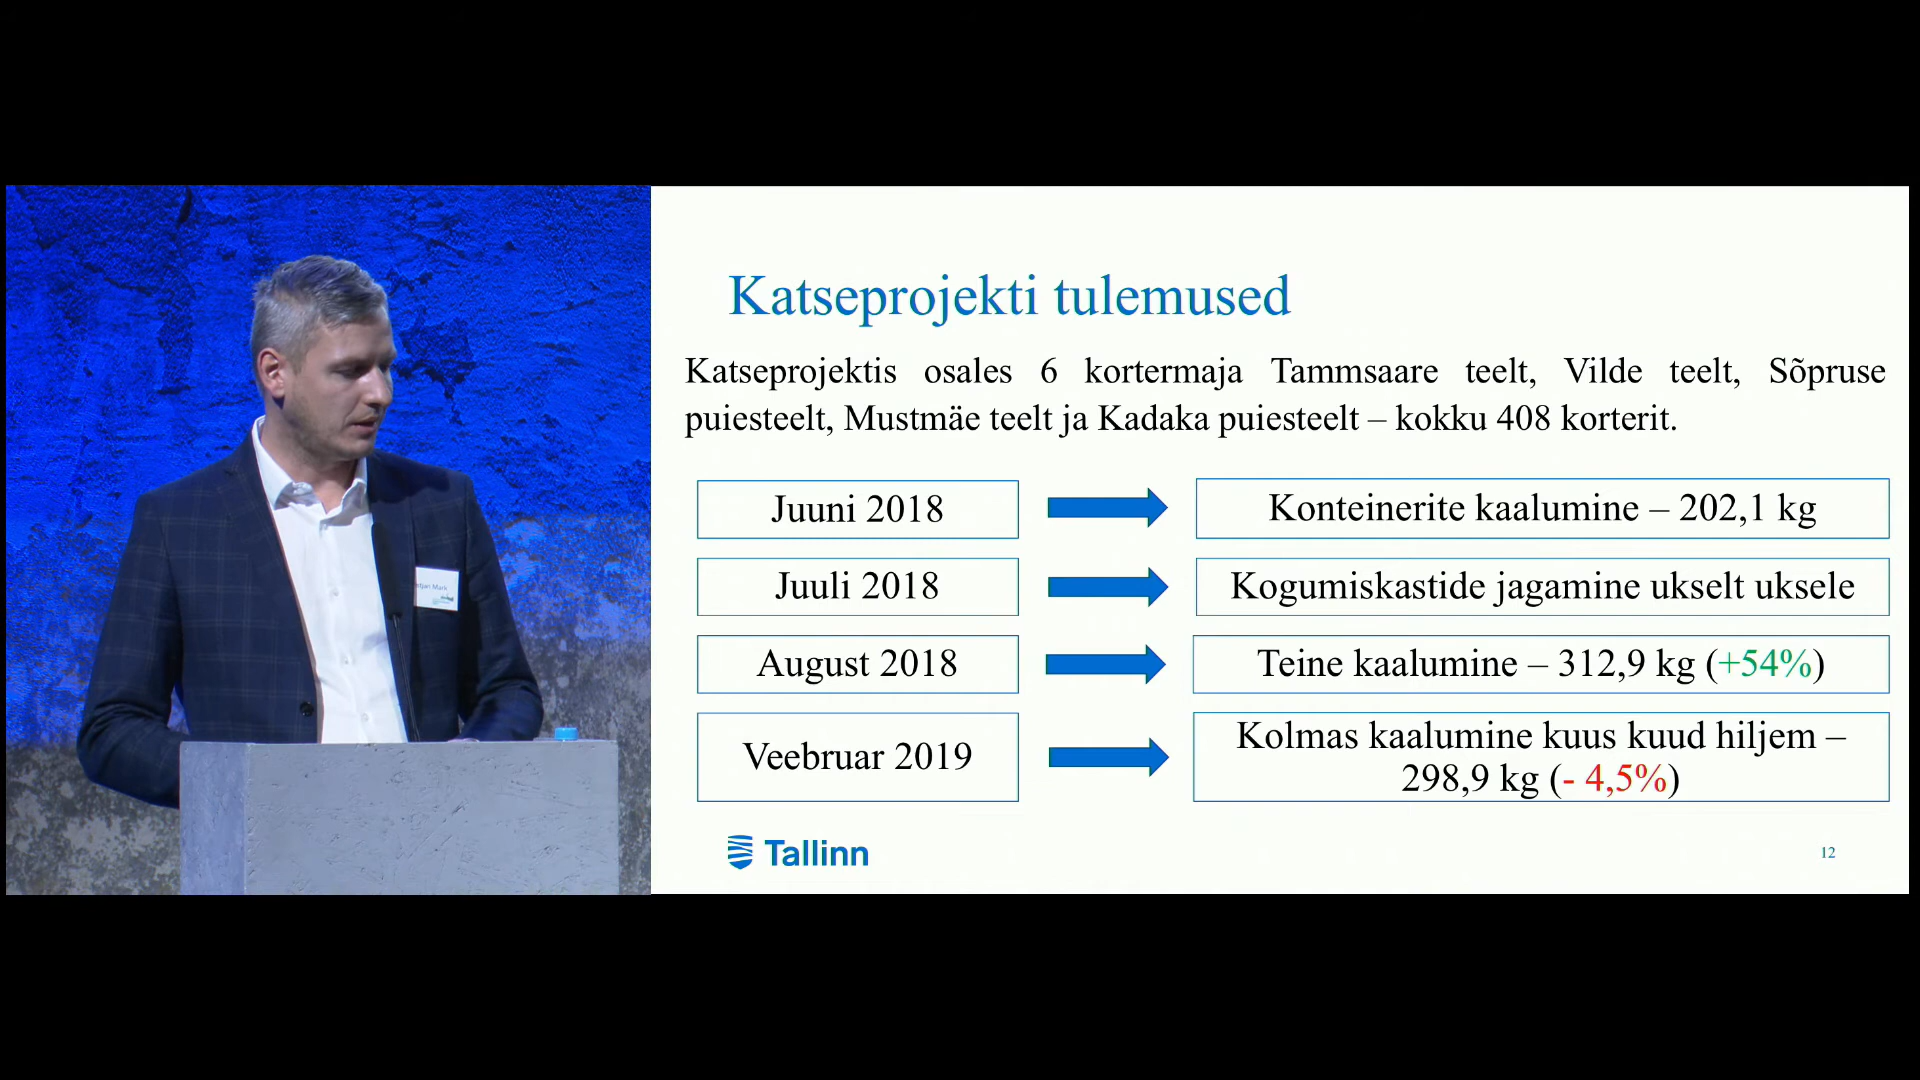 Katseprojekti tulemused
Katseprojektis osales 6 kortermaja Tammsaare teelt, Vilde teelt, Sõpruse
puiesteelt, Mustmäe teelt ja Kadaka puiesteelt – kokku 408 korterit.
Juuni 2018
Konteinerite kaalumine – 202,1 kg
Juuli 2018
Kogumiskastide jagamine ukselt uksele
August 2018
Teine kaalumine – 312,9 kg (+54%)
Veebruar 2019
Kolmas kaalumine kuus kuud hiljem –
298,9 kg (- 4,5%)
Tallinn
12
Mark